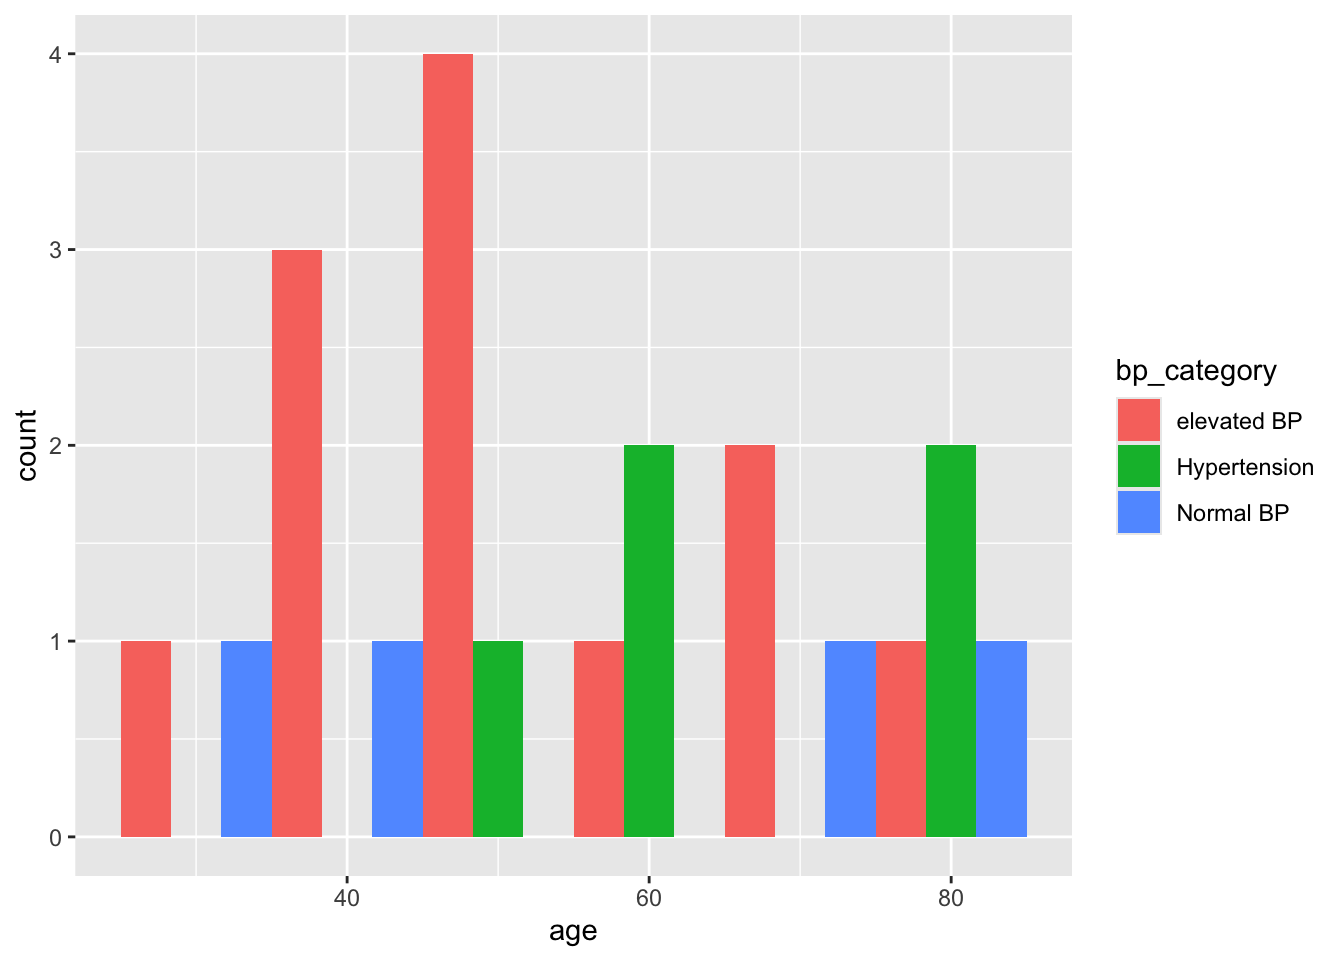 4
3
2
1
0
count
40
60
80
age
bp_category
elevated BP
Hypertension
Normal BP